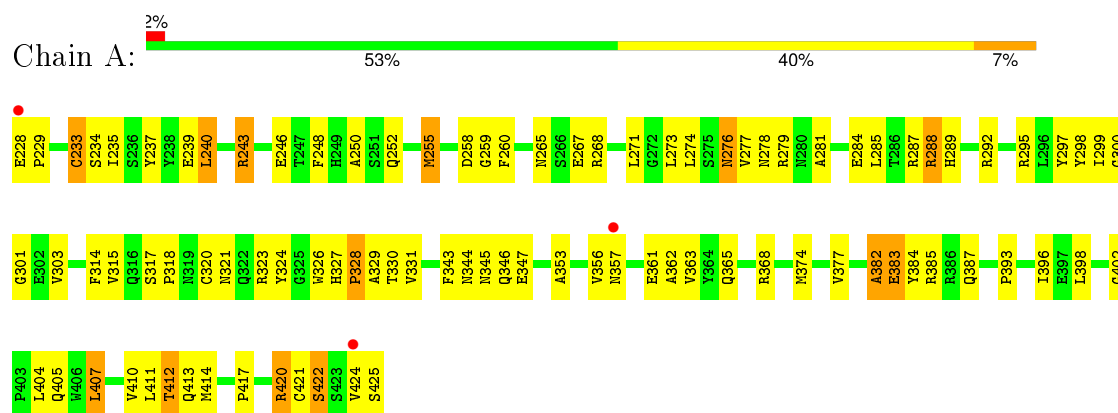 2%
Chain A:
53% 40% 7%
E228 P229 C233 S234 I235 S236 Y237 Y238 E239 L240 R243 E246 T247 F248 H249 A250 S251 Q252 M255 D258 G259 P260 N265 S266 E267 R268 L271 G272 L273 L274 S275 N276 V277 N278 R279 N280 A281 E284 L285 T286 R287 R288 H289 R292 R295 L296 Y297 Y298 I299 G300
G301 E302 V303 F314 V315 Q316 S317 P318 N319 C320 N321 Q322 R323 Y324 G325 W326 H327 P328 A329 T330 V331 F343 N344 N345 Q346 E347 A353 V356 N357 E361 A362 V363 Y364 Q365 R368 M374 V377 A382 E383 Y384 R385 R386 Q387 P393 I396 E397 L398
P403 L404 Q405 W406 L407 V410 L411 T412 Q413 M414 P417 R420 C421 S422 S423 V424 S425